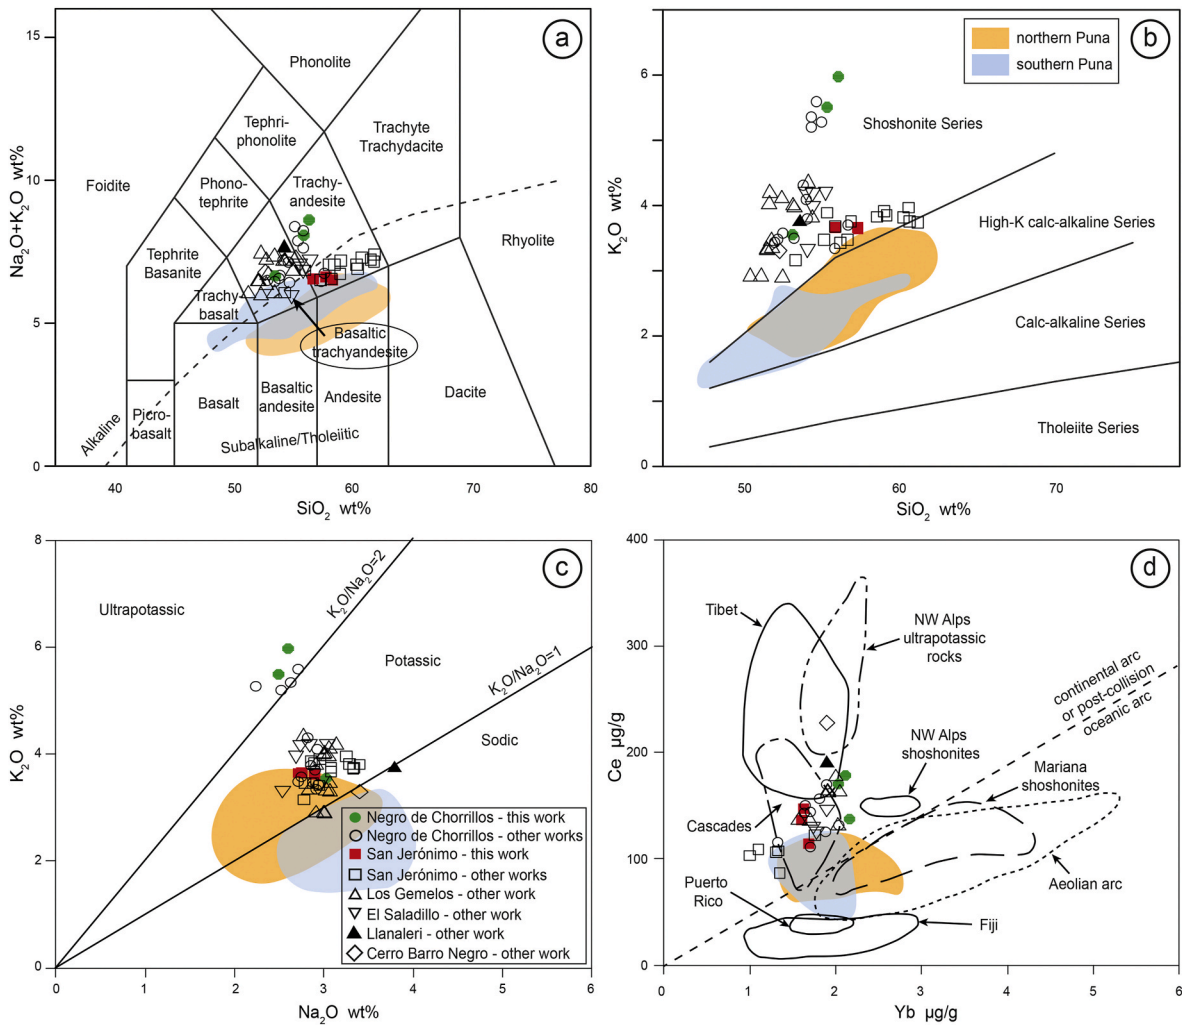 a
Na2O+K2O wt%
15
10
5
0
40
50
60
70
80
SiO2 wt%
Phonolite
Tephri-
phonolite
Trachyte
Trachydacite
Foidite
Phono-
tephrite
Trachy-
andesite
Tephrite
Basanite
Rhyolite
Trachy-
basalt
Basaltic
trachyandesite
Alkaline
Picro-
basalt
Basalt
Basaltic
andesite
Andesite
Dacite
Subalkaline/Tholeiitic
b
K2O wt%
6
4
2
0
50
60
70
SiO2 wt%
northern Puna
southern Puna
Shoshonite Series
High-K calc-alkaline Series
Calc-alkaline Series
Tholeiite Series
c
K2O wt%
8
6
4
2
0
0
1
2
3
4
5
6
Na2O wt%
Ultrapotassic
K2O/Na2O=2
Potassic
K2O/Na2O=1
Sodic
Negro de Chorrillos - this work
Negro de Chorrillos - other works
San Jerónimo - this work
San Jerónimo - other works
Los Gemelos - other work
El Saladillo - other work
Llanaleri - other work
Cerro Barro Negro - other work
d
Ce µg/g
400
300
200
100
0
0
1
2
3
4
5
6
Yb µg/g
Tibet
NW Alps
ultrapotassic
rocks
continental arc
or post-collision
oceanic arc
NW Alps
shoshonites
Mariana
shoshonites
Cascades
Puerto
Rico
Aeolian arc
Fiji